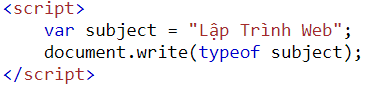 <script>
    var subject = "Lập Trình Web";
    document.write(typeof subject);
</script>